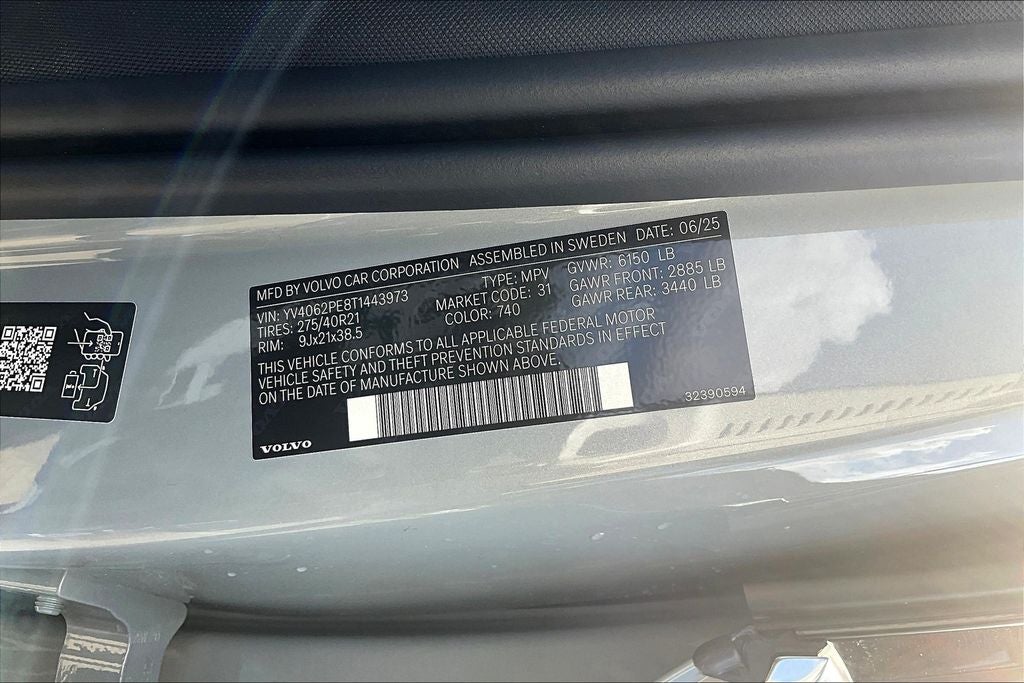 MFD BY VOLVO CAR CORPORATION ASSEMBLED IN SWEDEN DATE: 06/25
VIN: YV4062PE8T1443973 TYPE: MPV GVWR: 6150 LB
TIRES: 275/40R21 MARKET CODE: 31 GAWR FRONT: 2885 LB
RIM: 9Jx21x38.5 COLOR: 740 GAWR REAR: 3440 LB
THIS VEHICLE CONFORMS TO ALL APPLICABLE FEDERAL MOTOR
VEHICLE SAFETY AND THEFT PREVENTION STANDARDS IN EFFECT
ON THE DATE OF MANUFACTURE SHOWN ABOVE.
32390594
VOLVO